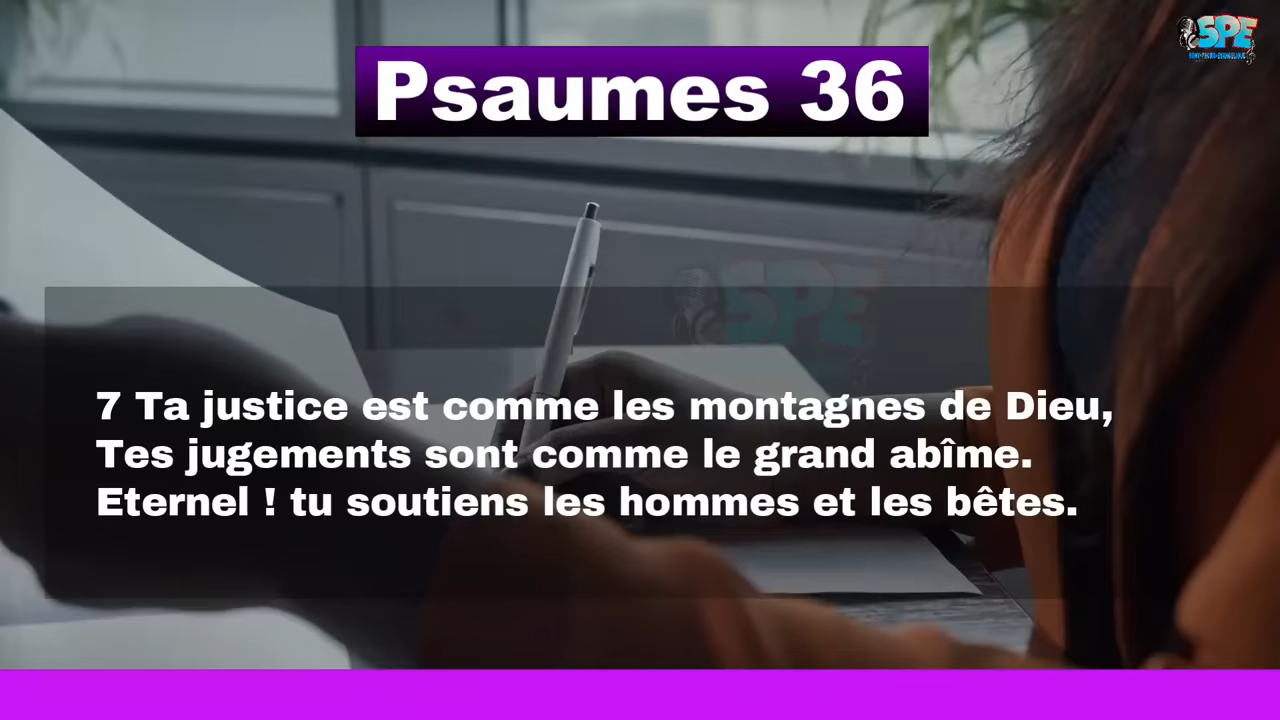 SPE
Psaumes 36
SPE
7 Ta justice est comme les montagnes de Dieu,
Tes jugements sont comme le grand abîme.
Eternel ! tu soutiens les hommes et les bêtes.